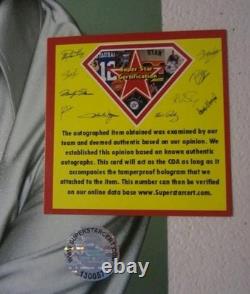 Super Star
Certification
The autographed item obtained was examined by our
team and deemed authentic based on our opinion. We
established this opinion based on known authentic
autographs. This card will act as the COA as long as it
accompanies the tamperproof hologram that we
attached to the item. This number can then be verified
on our online data base www.Superstarcert.com.